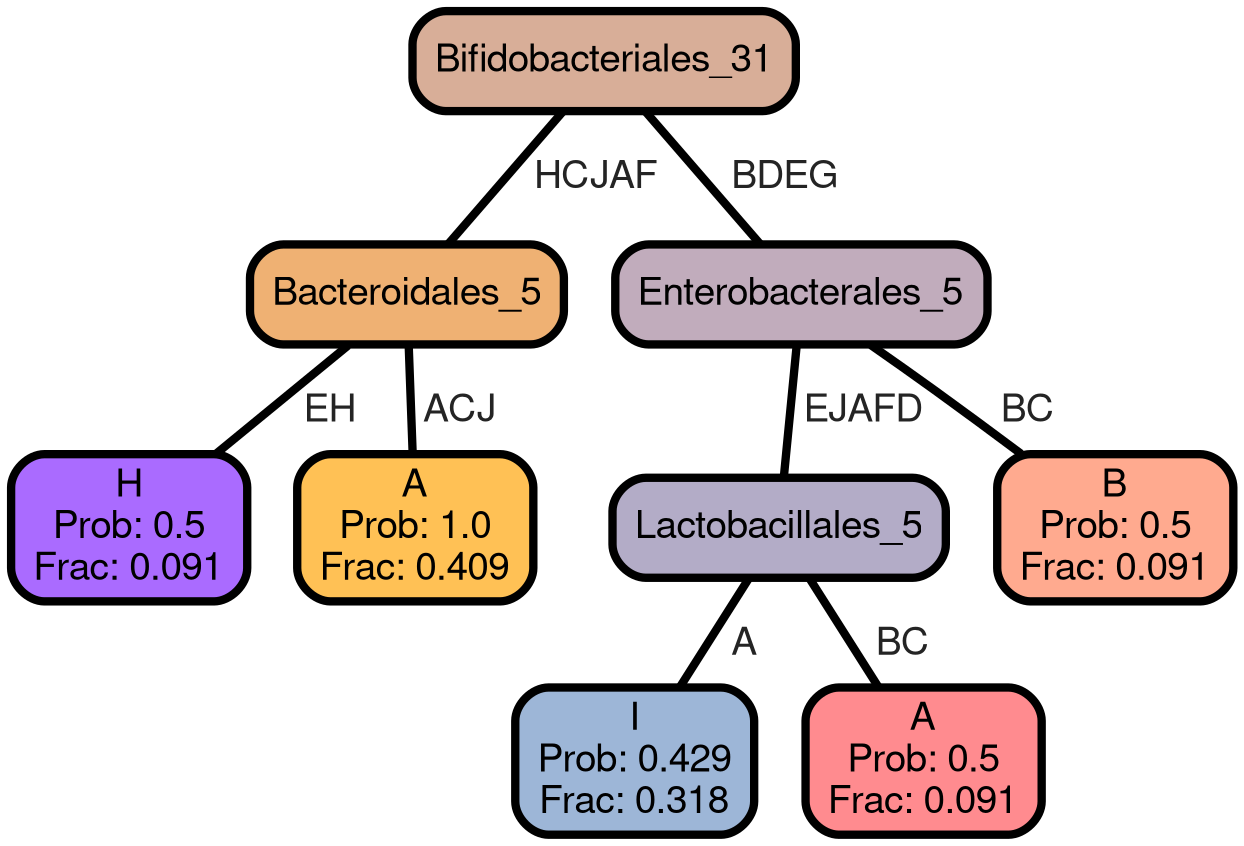 Bifidobacteriales_31
HCJAF
BDEG
Bacteroidales_5
Enterobacterales_5
EH
ACJ
EJAFD
BC
H
Prob: 0.5
Frac: 0.091
A
Prob: 1.0
Frac: 0.409
Lactobacillales_5
B
Prob: 0.5
Frac: 0.091
A
BC
I
Prob: 0.429
Frac: 0.318
A
Prob: 0.5
Frac: 0.091